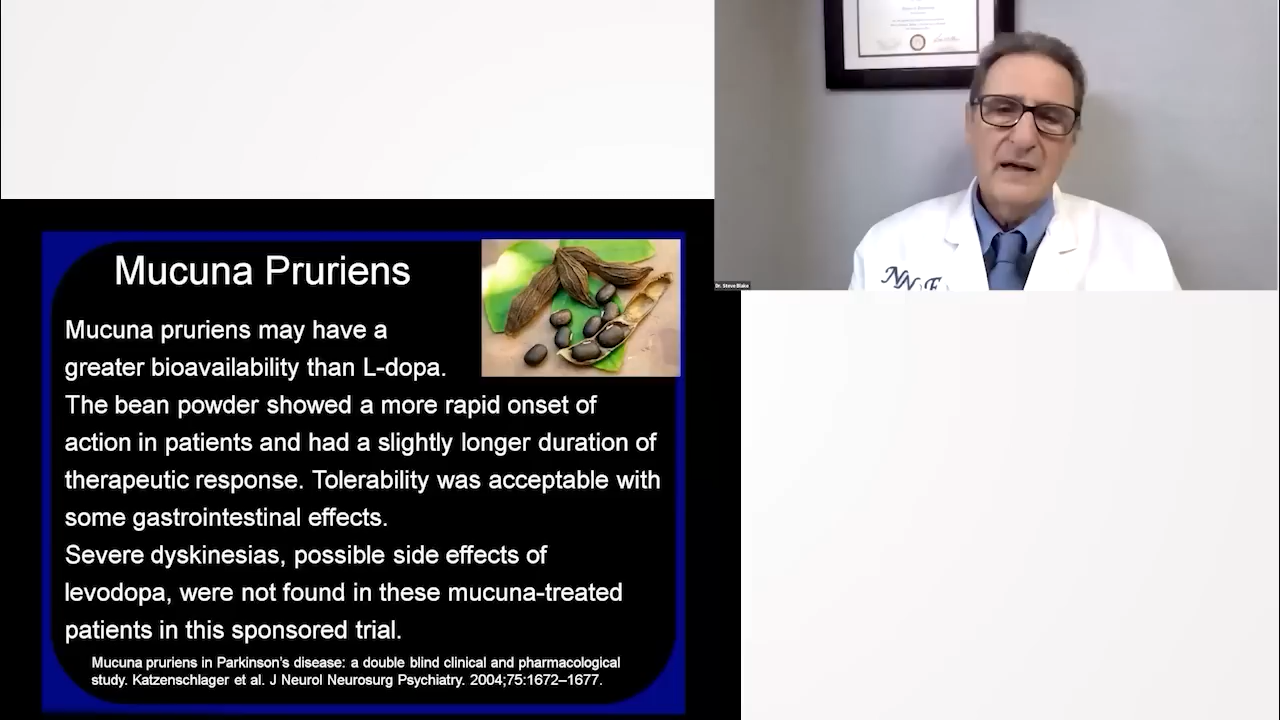 Mucuna Pruriens
Mucuna pruriens may have a
greater bioavailability than L-dopa.
The bean powder showed a more rapid onset of
action in patients and had a slightly longer duration of
therapeutic response. Tolerability was acceptable with
some gastrointestinal effects.
Severe dyskinesias, possible side effects of
levodopa, were not found in these mucuna-treated
patients in this sponsored trial.
Mucuna pruriens in Parkinson's disease: a double blind clinical and pharmacological
study. Katzenschlager et al. J Neurol Neurosurg Psychiatry. 2004;75:1672–1677.
Dr. Steve Blake